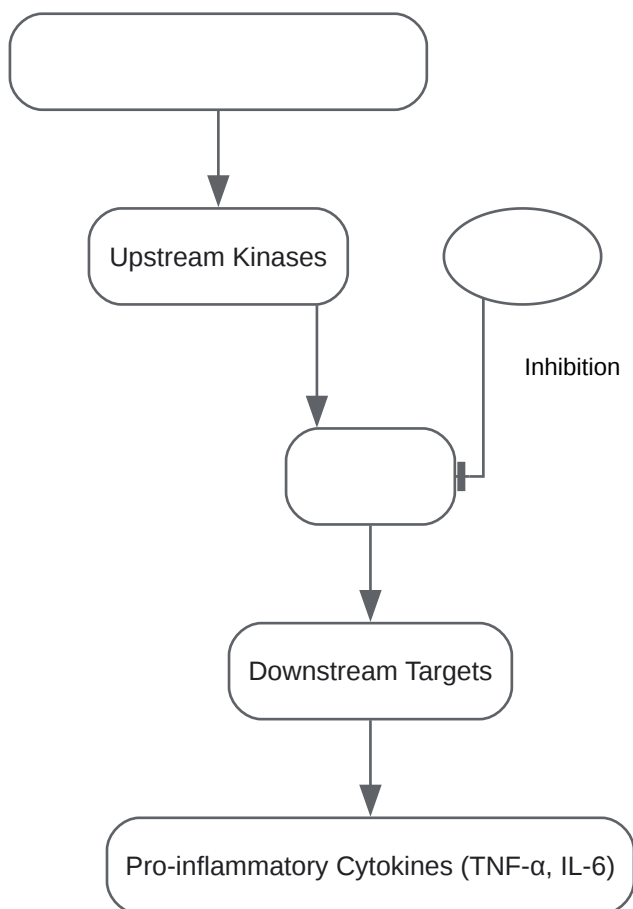 Upstream Kinases
Inhibition
Downstream Targets
Pro-inflammatory Cytokines (TNF-α, IL-6)